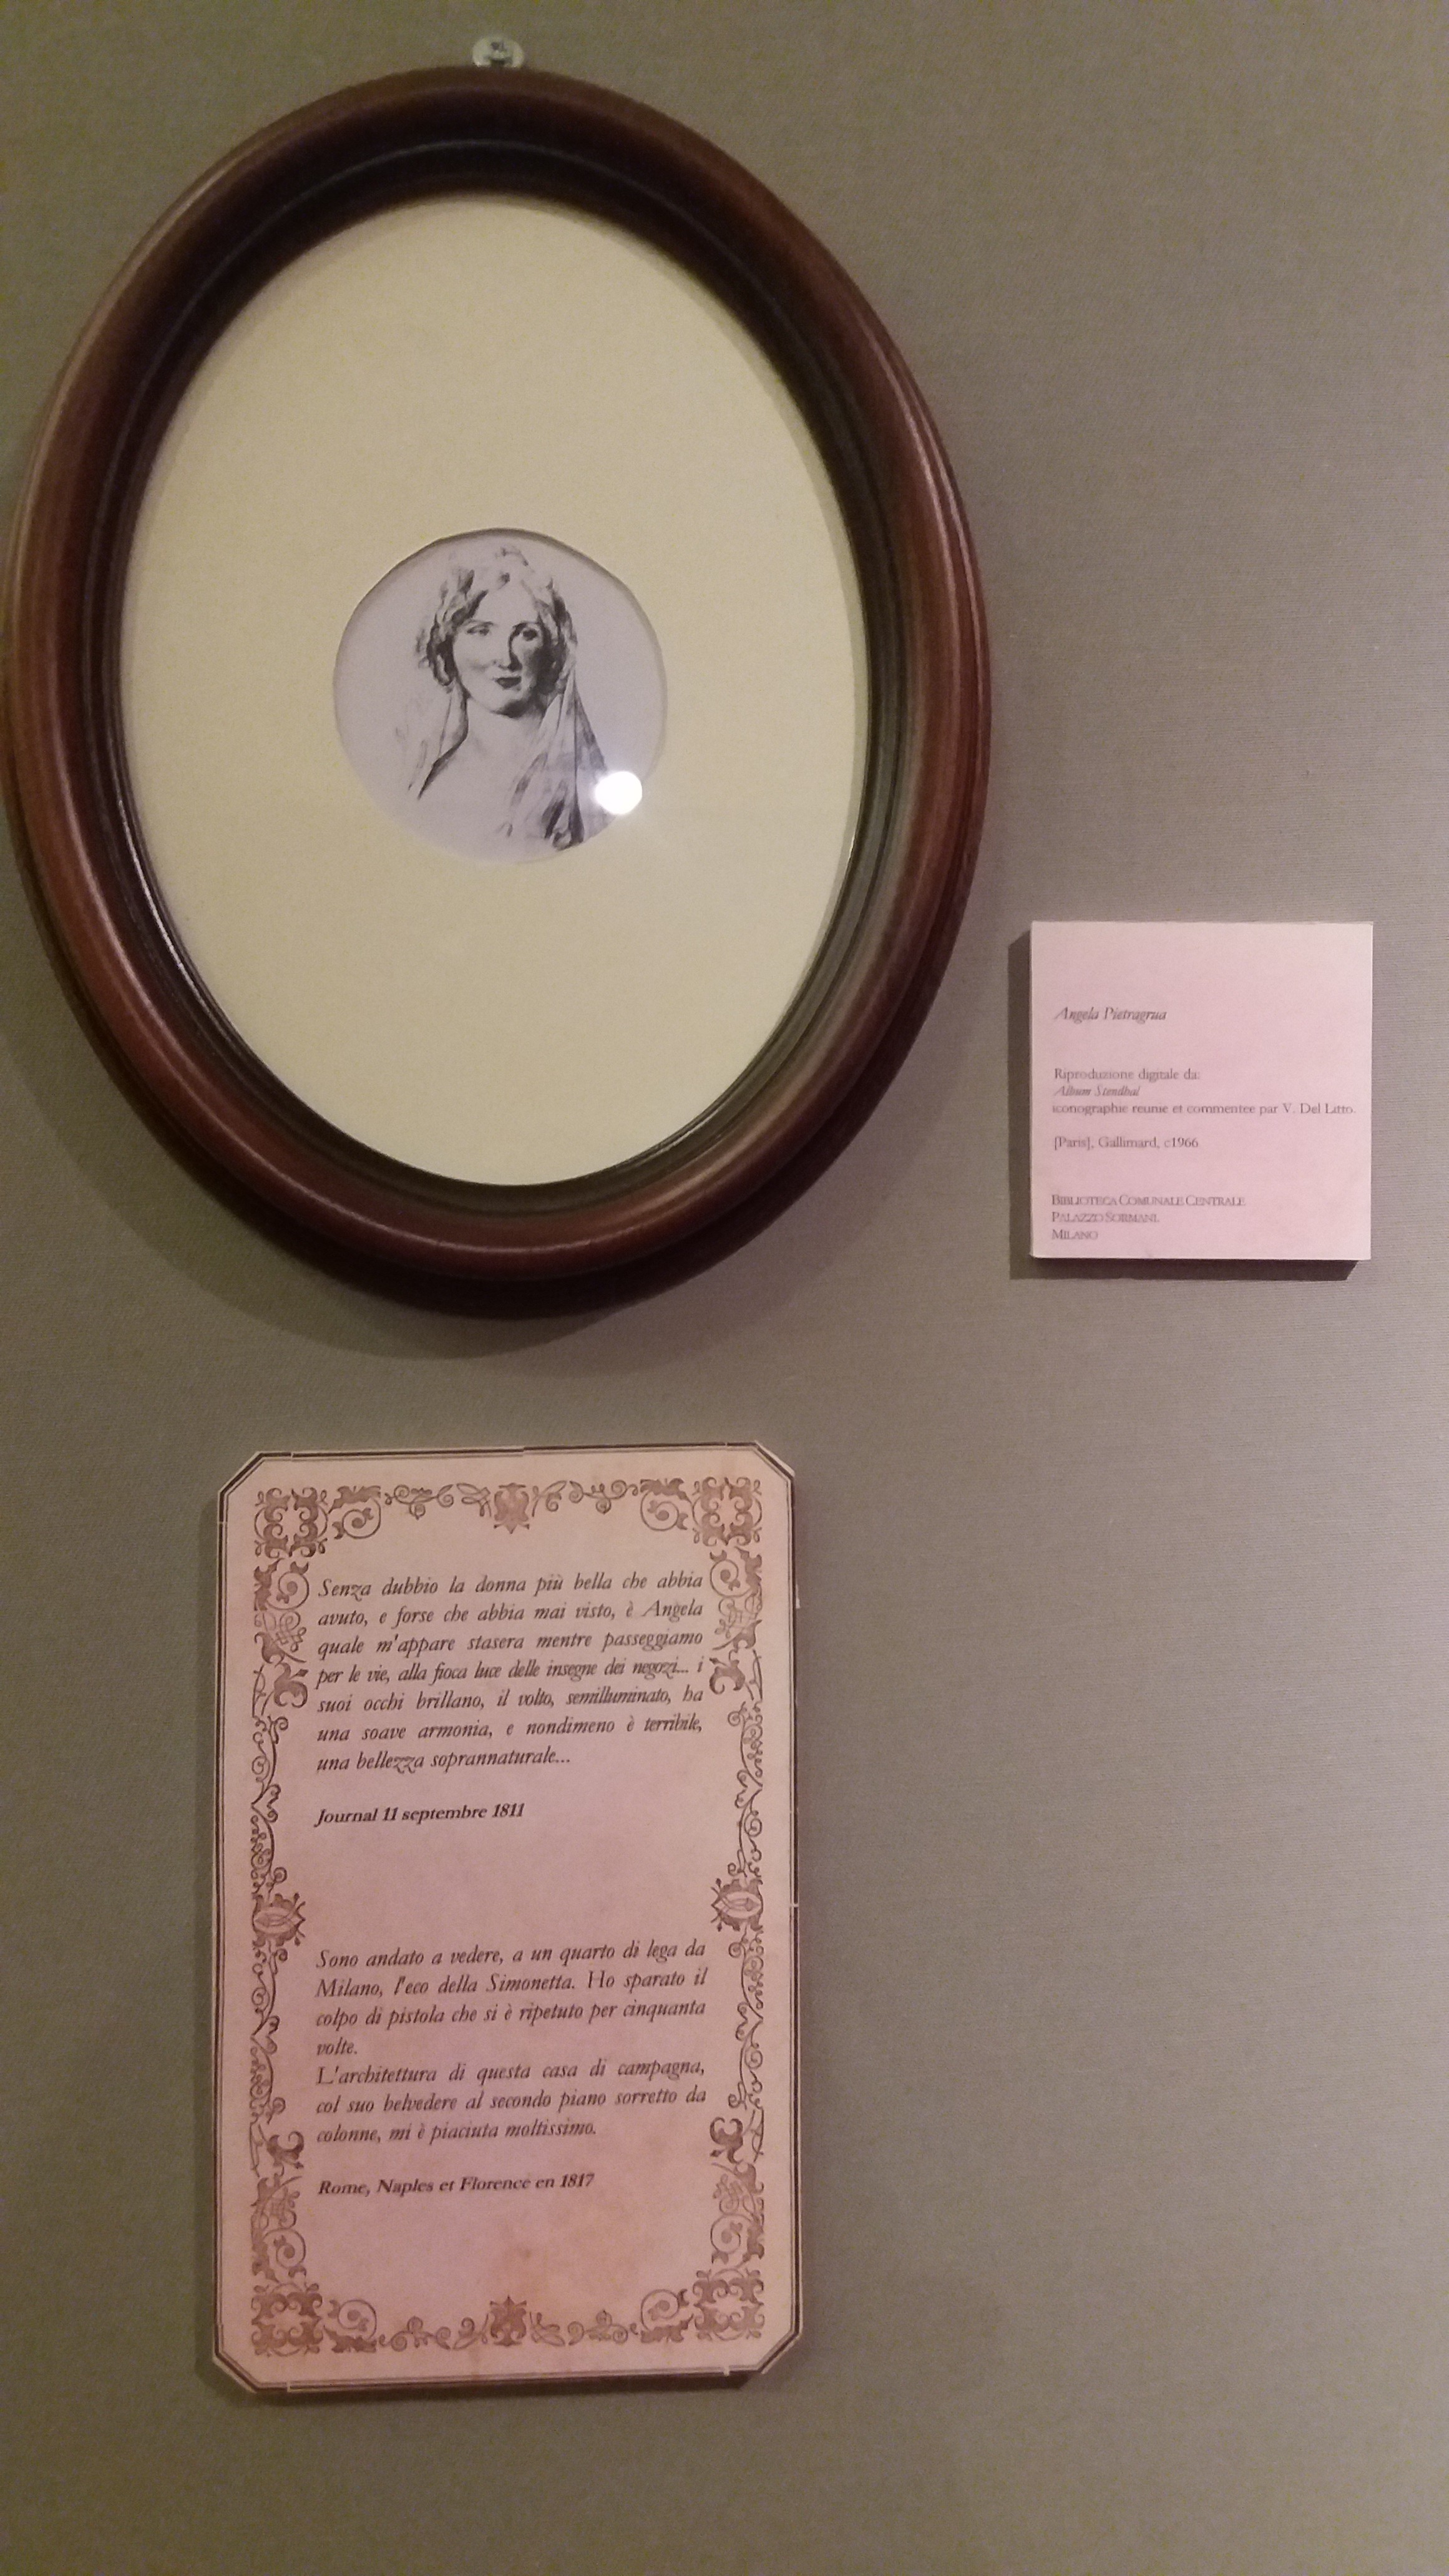 Angela Pietragrua
Riproduzione digitale da:
Album Stendhal
iconographie reunie et commentee par V. Del Litto.
[Paris], Gallimard, c1966
BIBLIOTECA COMUNALE CENTRALE
PALAZZO SORMANI.
MILANO
Senza dubbio la donna più bella che abbia
avuto, e forse che abbia mai visto, è Angela
quale m'appare stasera mentre passeggiamo
per le vie, alla fioca luce delle insegne dei negozi... i
suoi occhi brillano, il volto, semilluminato, ha
una soave armonia, e nondimeno è terribile,
una bellezza soprannaturale...
Journal 11 septembre 1811
Sono andato a vedere, a un quarto di lega da
Milano, l'eco della Simonetta. Ho sparato il
colpo di pistola che si è ripetuto per cinquanta
volte.
L'architettura di questa casa di campagna,
col suo belvedere al secondo piano sorretto da
colonne, mi è piaciuta moltissimo.
Rome, Naples et Florence en 1817